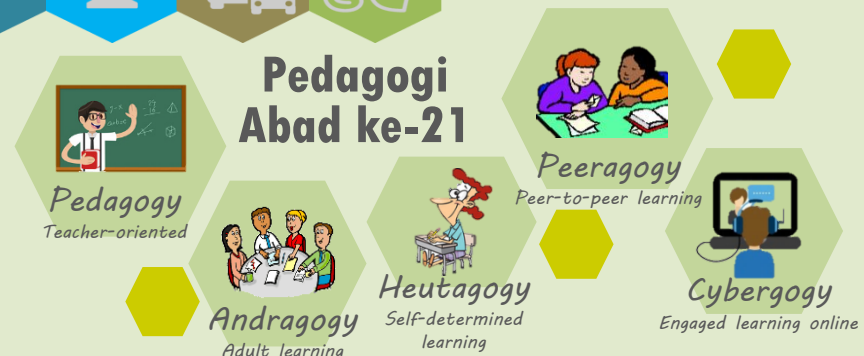 Pedagogi
Abad ke-21
Pedagogy
Teacher-oriented
Andragogy
Adult learning
Heutagogy
Self-determined
learning
Peeragogy
Peer-to-peer learning
Cybergogy
Engaged learning online